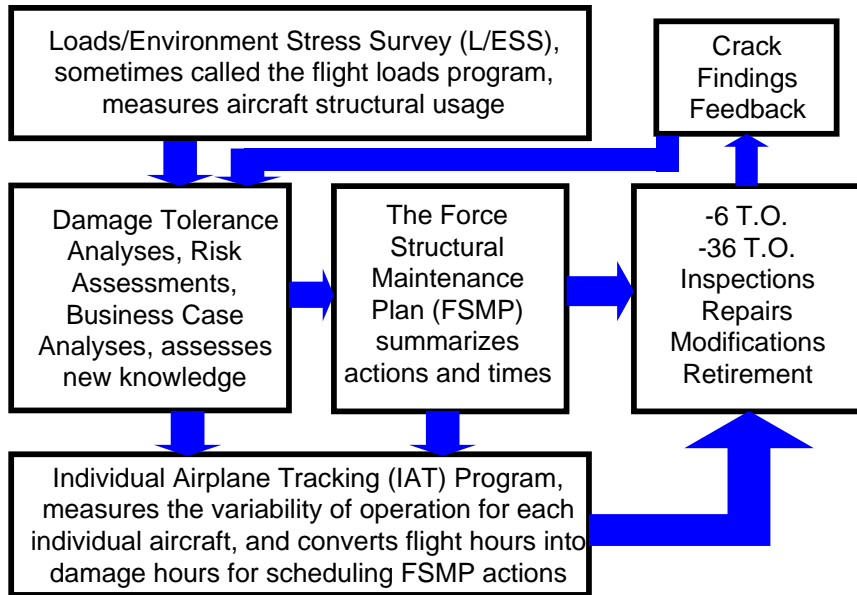 Loads/Environment Stress Survey (L/ESS),
sometimes called the flight loads program,
measures aircraft structural usage
Crack
Findings
Feedback
Damage Tolerance
Analyses, Risk
Assessments,
Business Case
Analyses, assesses
new knowledge
The Force
Structural
Maintenance
Plan (FSMP)
summarizes
actions and times
-6 T.O.
-36 T.O.
Inspections
Repairs
Modifications
Retirement
Individual Airplane Tracking (IAT) Program,
measures the variability of operation for each
individual aircraft, and converts flight hours into
damage hours for scheduling FSMP actions